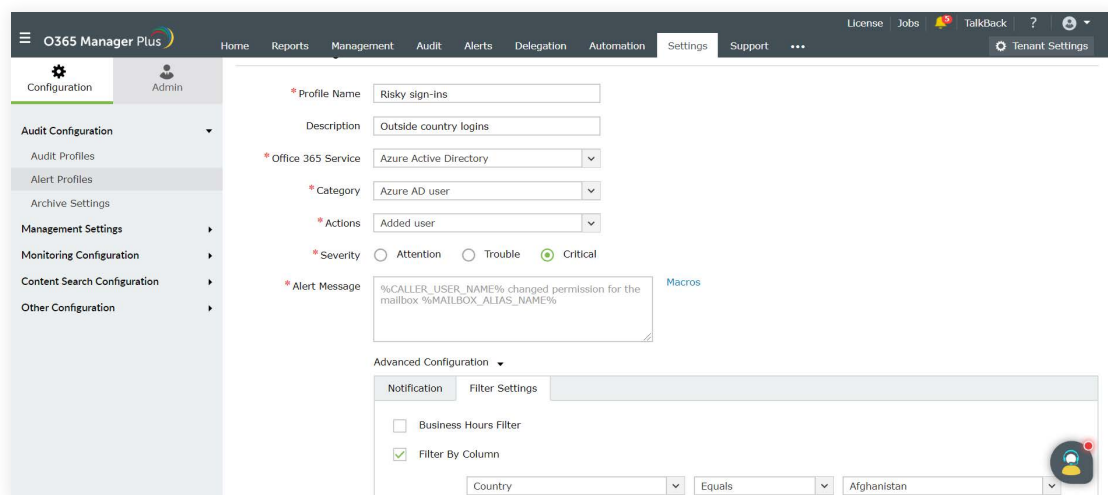 License Jobs 5 TalkBack ?
O365 Manager Plus
Home Reports Management Audit Alerts Delegation Automation Settings Support ••• Tenant Settings
Configuration Admin
Audit Configuration
Audit Profiles
Alert Profiles
Archive Settings
Management Settings
Monitoring Configuration
Content Search Configuration
Other Configuration
* Profile Name Risky sign-ins
Description Outside country logins
* Office 365 Service Azure Active Directory
* Category Azure AD user
* Actions Added user
* Severity Attention Trouble Critical
* Alert Message %CALLER_USER_NAME% changed permission for the Macros
mailbox %MAILBOX_ALIAS_NAME%
Advanced Configuration
Notification Filter Settings
Business Hours Filter
Filter By Column
Country Equals Afghanistan